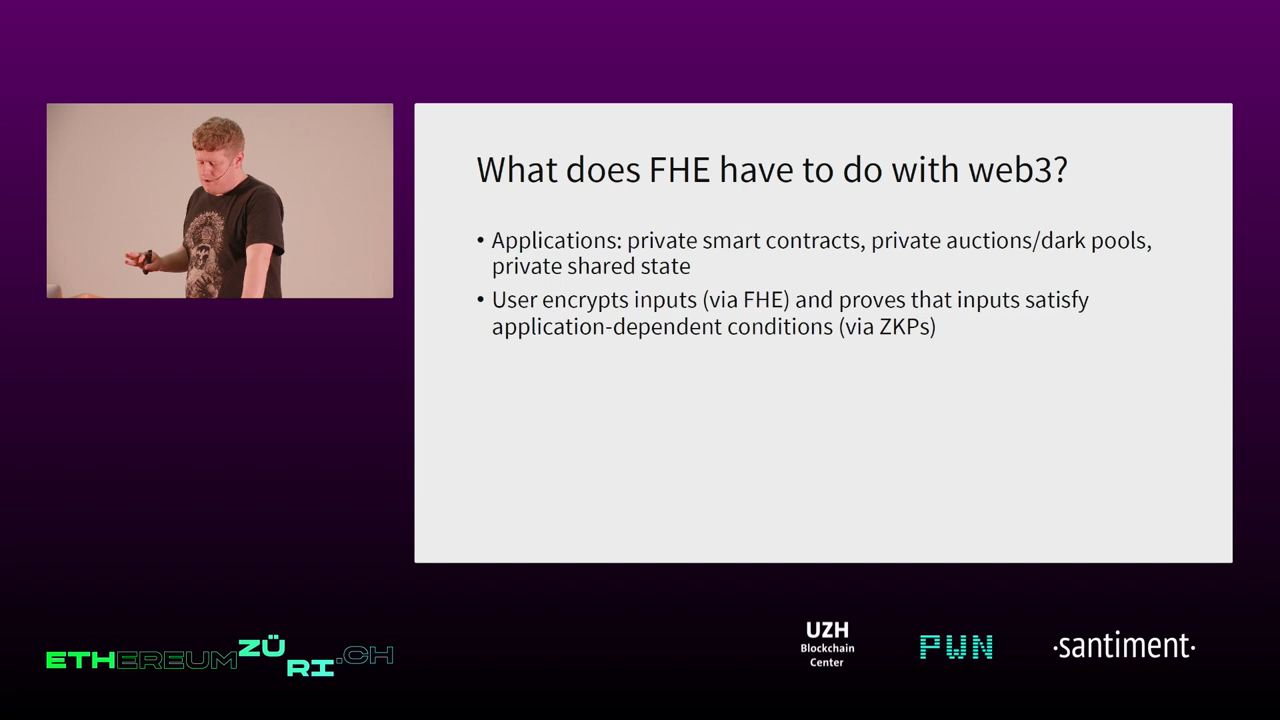 What does FHE have to do with web3?
• Applications: private smart contracts, private auctions/dark pools,
private shared state
• User encrypts inputs (via FHE) and proves that inputs satisfy
application-dependent conditions (via ZKPs)
ETHEREUMZÜRI.CH
UZH
Blockchain
Center
PWN
·santiment·